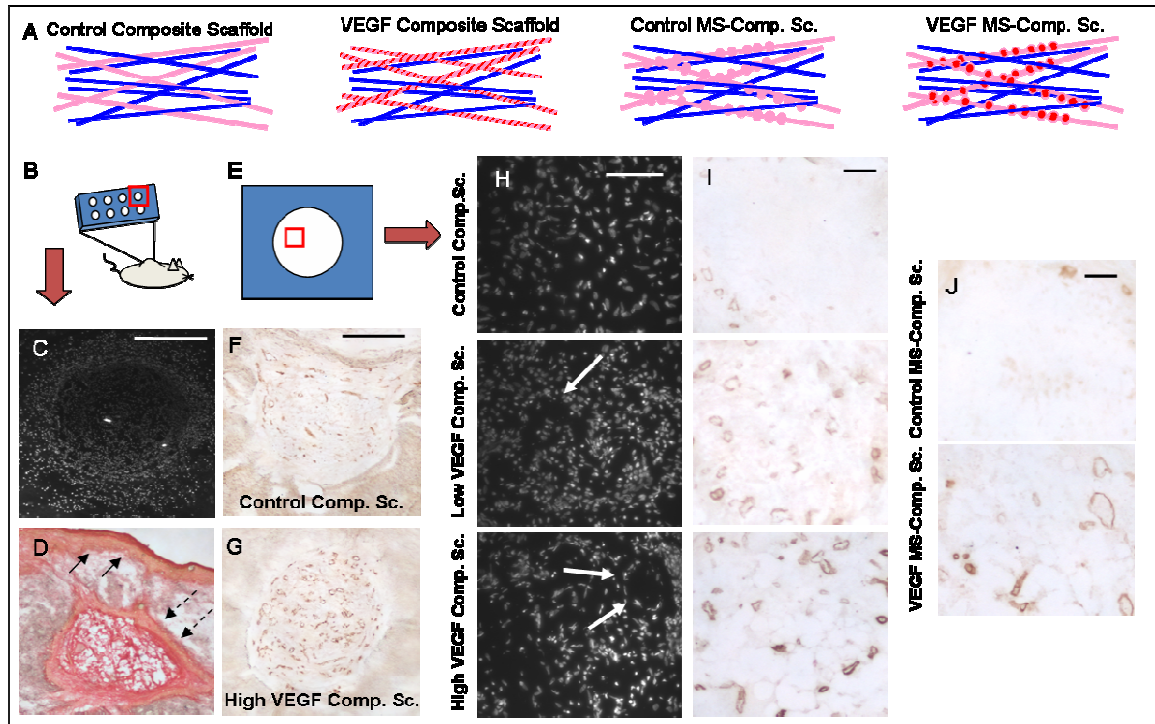 A
Control Composite Scaffold
VEGF Composite Scaffold
Control MS-Comp. Sc.
VEGF MS-Comp. Sc.
B
E
H
I
Control Comp.Sc.
C
F
Control Comp. Sc.
Low VEGF Comp. Sc.
J
Control MS-Comp. Sc.
VEGF MS-Comp. Sc.
D
G
High VEGF Comp. Sc.
High VEGF Comp. Sc.